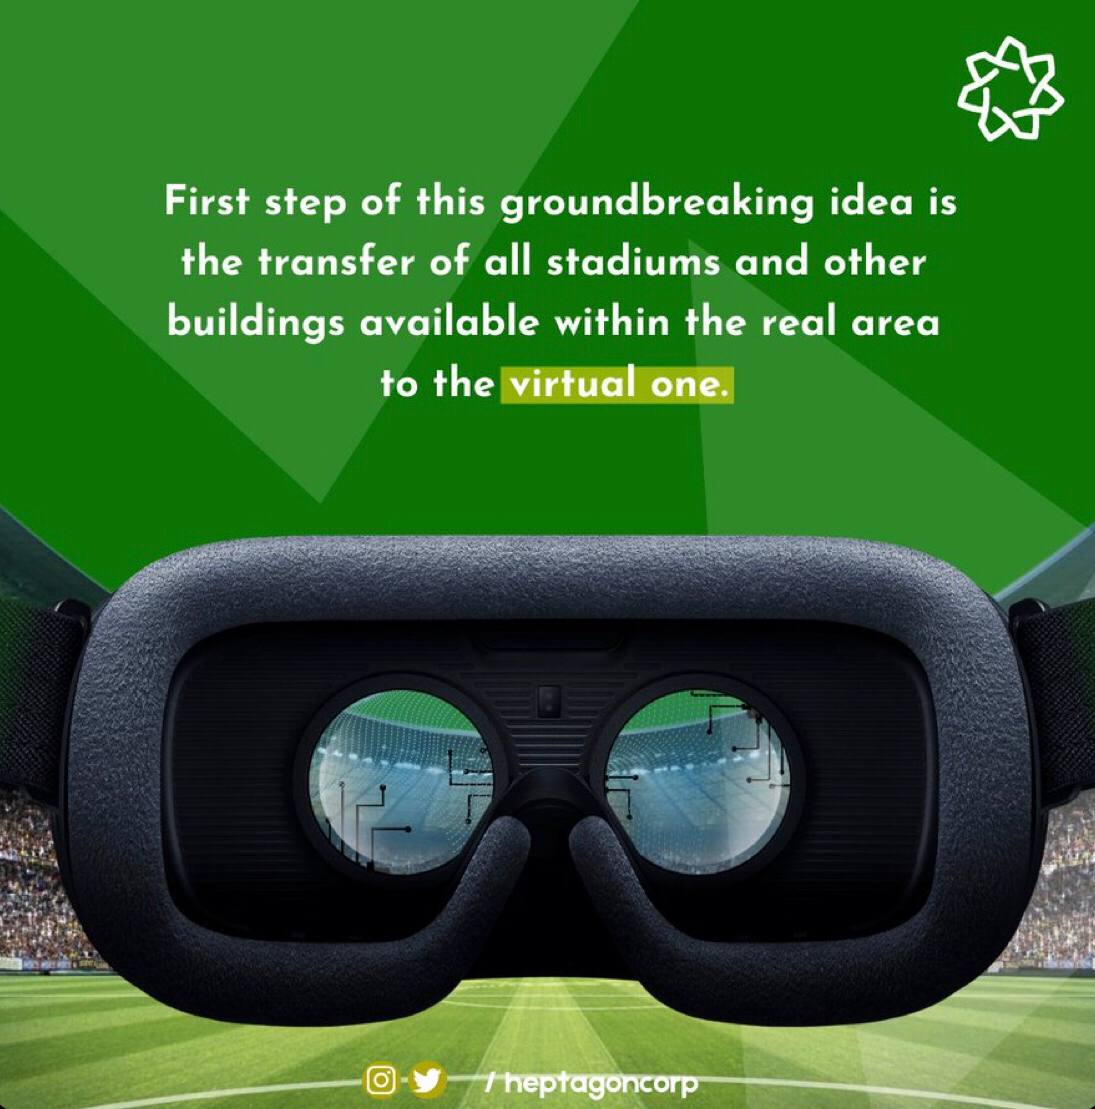 First step of this groundbreaking idea is
the transfer of all stadiums and other
buildings available within the real area
to the virtual one.
/ heptagoncorp